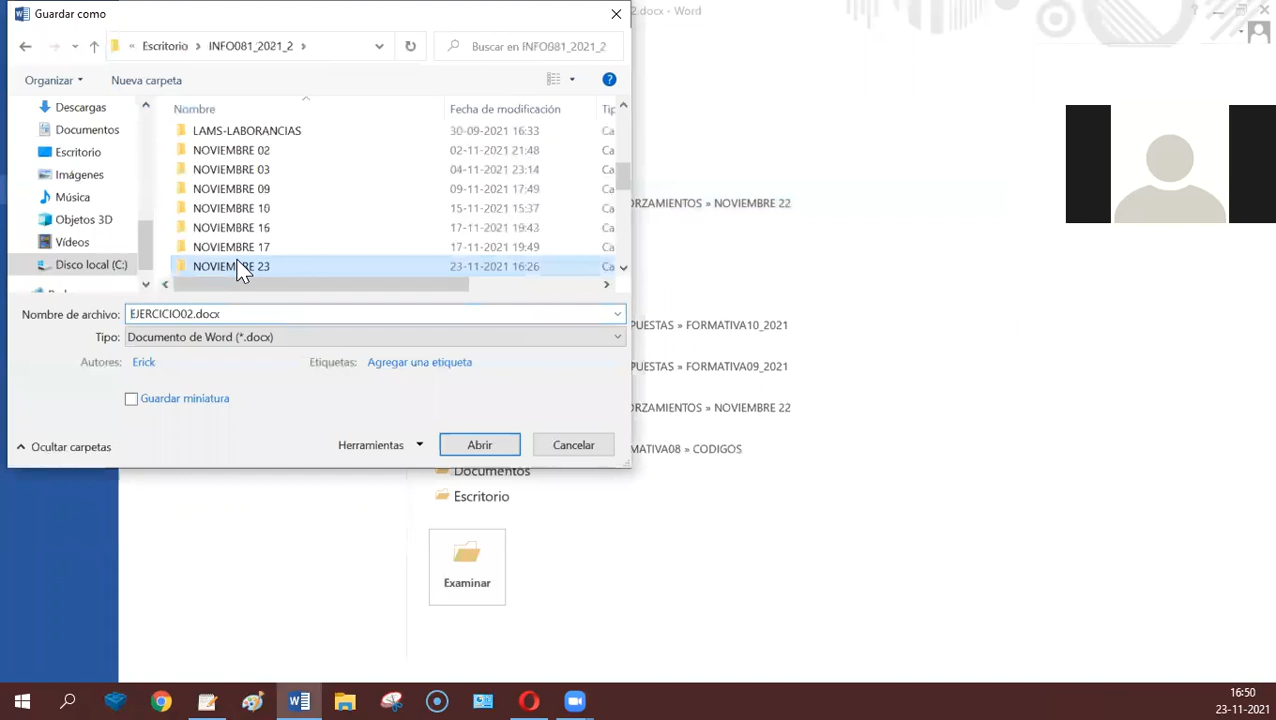 Guardar como
2.docx - Word
« Escritorio › INFO081_2021_2 ›
Buscar en INFO081_2021_2
Organizar
Nueva carpeta
?
Nombre
Fecha de modificación
Tip
Descargas
Documentos
Escritorio
Imágenes
Música
Objetos 3D
Vídeos
Disco local (C:)
LAMS-LABORANCIAS 30-09-2021 16:33 Ca
NOVIEMBRE 02 02-11-2021 21:48 Ca
NOVIEMBRE 03 04-11-2021 23:14 Ca
NOVIEMBRE 09 09-11-2021 17:49 Ca
NOVIEMBRE 10 15-11-2021 15:37 Ca
NOVIEMBRE 16 17-11-2021 19:43 Ca
NOVIEMBRE 17 17-11-2021 19:49 Ca
NOVIEMBRE 23 23-11-2021 16:26 Ca
Nombre de archivo: EJERCICIO02.docx
Tipo: Documento de Word (*.docx)
Autores: Erick
Etiquetas: Agregar una etiqueta
Guardar miniatura
Ocultar carpetas
Herramientas
Abrir
Cancelar
ORZAMIENTOS » NOVIEMBRE 22
PUESTAS » FORMATIVA10_2021
PUESTAS » FORMATIVA09_2021
ORZAMIENTOS » NOVIEMBRE 22
MATIVA08 » CODIGOS
Documentos
Escritorio
Examinar
16:50
23-11-2021